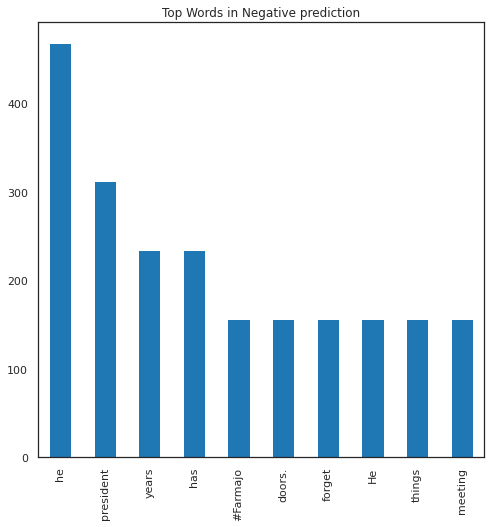 Top Words in Negative prediction
400
300
200
100
0
he
president
years
has
#Farmajo
doors.
forget
He
things
meeting